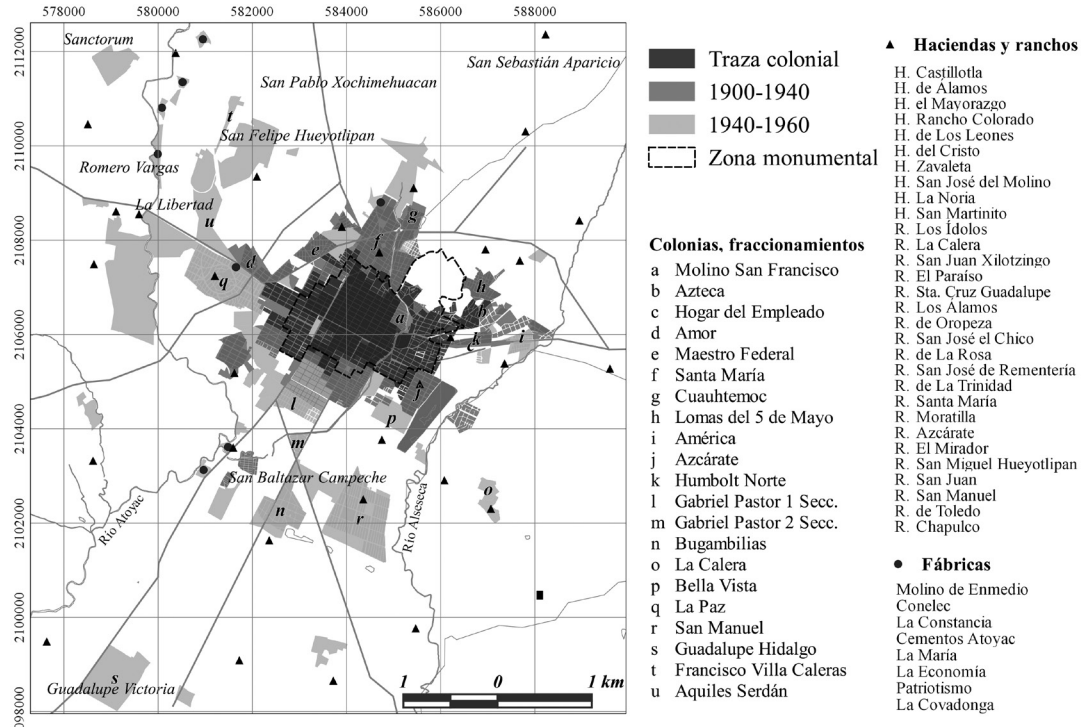 578000 580000 582000 584000 586000 588000
2112000
2110000
2108000
2106000
2104000
2102000
2100000
2098000
Sanctorum
San Sebastián Aparicio
San Pablo Xochimehuacan
t
San Felipe Hueyotlipan
Romero Vargas
La Libertad
u
g
f
e
d
q
h
b
a
k
c
i
j
l
p
m
San Baltazar Campeche
o
n
r
Río Atoyac
Río Alseseca
s
Guadalupe Victoria
1 0 1 km
Traza colonial
1900-1940
1940-1960
Zona monumental
Colonias, fraccionamientos
a Molino San Francisco
b Azteca
c Hogar del Empleado
d Amor
e Maestro Federal
f Santa María
g Cuauhtemoc
h Lomas del 5 de Mayo
i América
j Azcárate
k Humbolt Norte
l Gabriel Pastor 1 Secc.
m Gabriel Pastor 2 Secc.
n Bugambilias
o La Calera
p Bella Vista
q La Paz
r San Manuel
s Guadalupe Hidalgo
t Francisco Villa Caleras
u Aquiles Serdán
Haciendas y ranchos
H. Castillotla
H. de Álamos
H. el Mayorazgo
H. Rancho Colorado
H. de Los Leones
H. del Cristo
H. Zavaleta
H. San José del Molino
H. La Noria
H. San Martinito
R. Los Ídolos
R. La Calera
R. San Juan Xilotzingo
R. El Paraíso
R. Sta. Cruz Guadalupe
R. Los Álamos
R. de Oropeza
R. San José el Chico
R. de La Rosa
R. San José de Rementería
R. de La Trinidad
R. Santa María
R. Moratilla
R. Azcárate
R. El Mirador
R. San Miguel Hueyotlipan
R. San Juan
R. San Manuel
R. de Toledo
R. Chapulco
Fábricas
Molino de Enmedio
Conelec
La Constancia
Cementos Atoyac
La María
La Economía
Patriotismo
La Covadonga